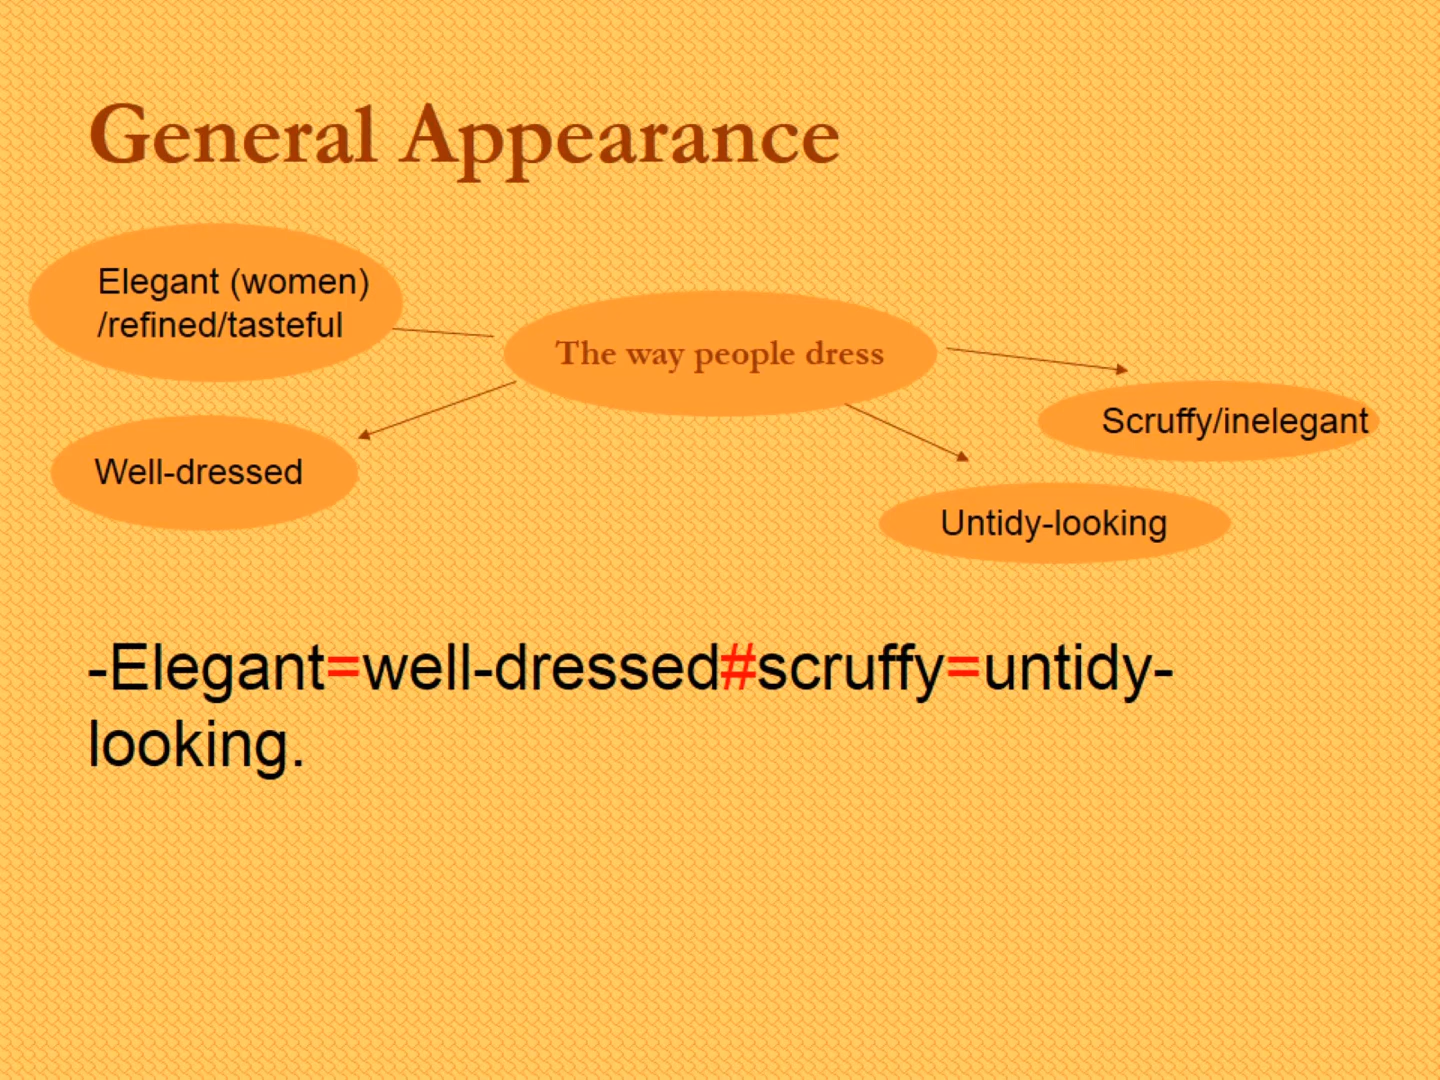 General Appearance
Elegant (women)
/refined/tasteful
The way people dress
Scruffy/inelegant
Well-dressed
Untidy-looking
-Elegant=well-dressed#scruffy=untidy-
looking.